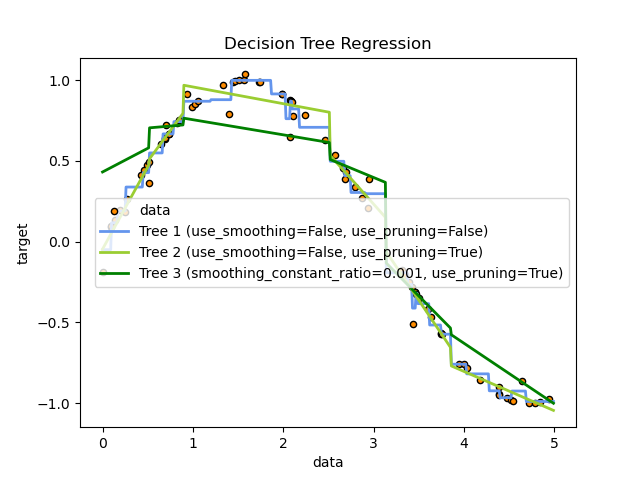 Decision Tree Regression
1.0
0.5
0.0
−0.5
−1.0
target
data
Tree 1 (use_smoothing=False, use_pruning=False)
Tree 2 (use_smoothing=False, use_pruning=True)
Tree 3 (smoothing_constant_ratio=0.001, use_pruning=True)
0 1 2 3 4 5
data